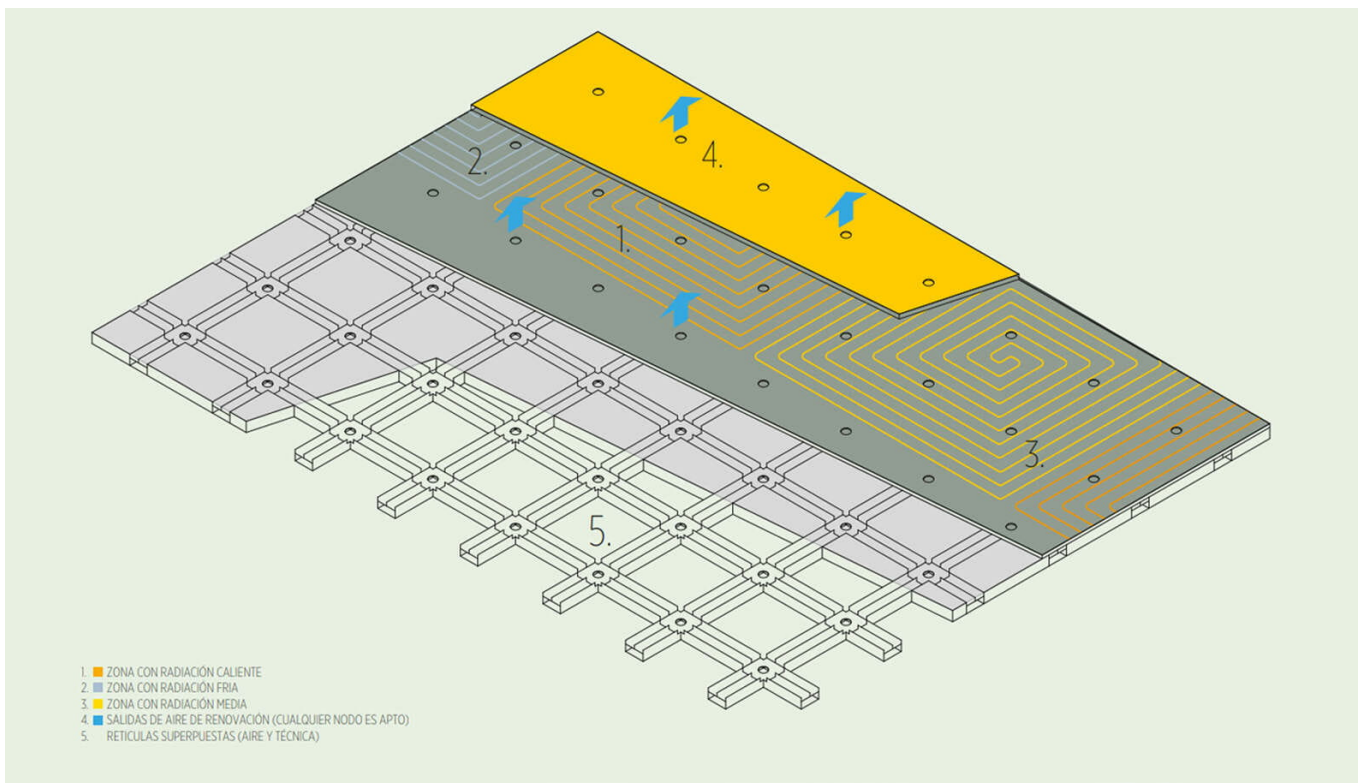 4.
2.
1.
3.
5.
1. ZONA CON RADIACIÓN CALIENTE
2. ZONA CON RADIACIÓN FRIA
3. ZONA CON RADIACIÓN MEDIA
4. SALIDAS DE AIRE DE RENOVACIÓN (CUALQUIER NODO ES APTO)
5. RETICULAS SUPERPUESTAS (AIRE Y TÉCNICA)